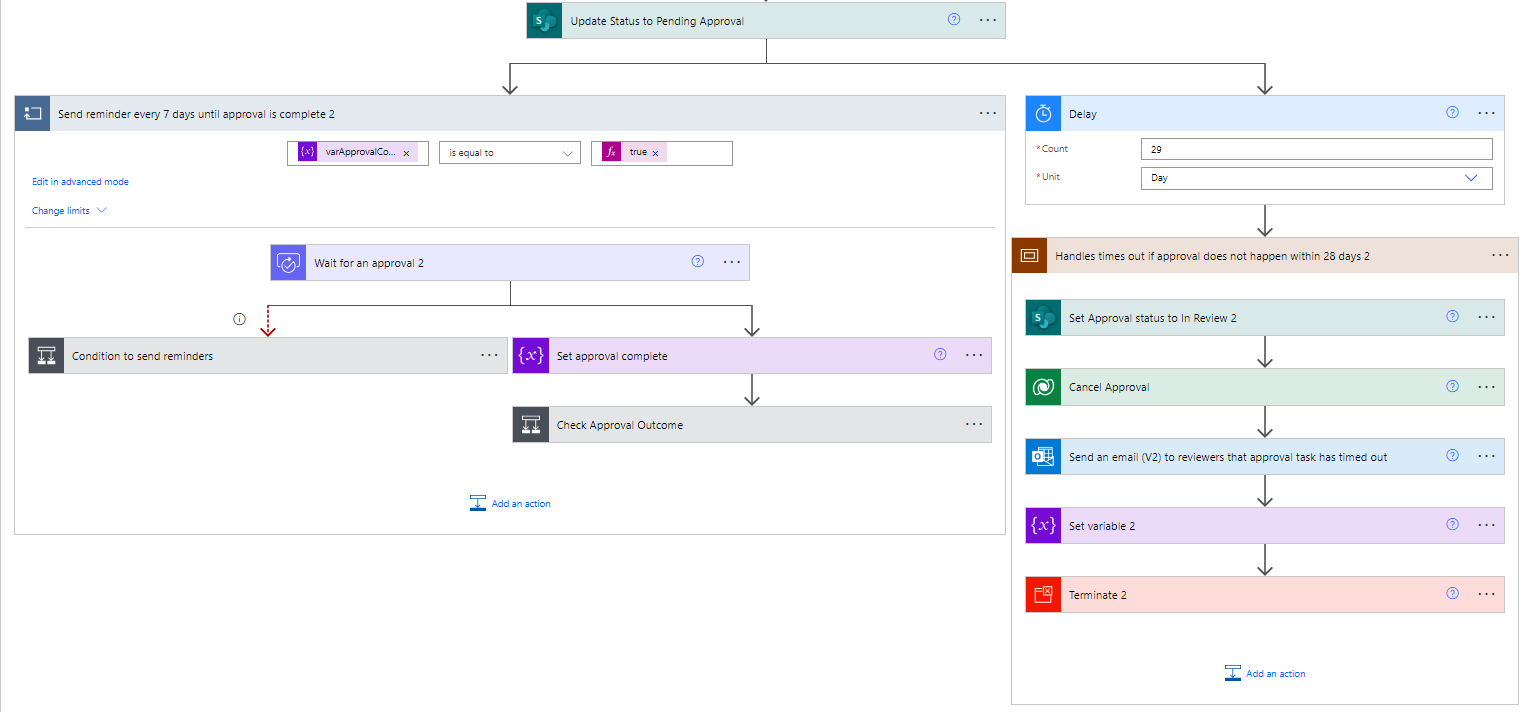 Update Status to Pending Approval
Send reminder every 7 days until approval is complete 2
varApprovalCo...
is equal to
true
Edit in advanced mode
Change limits
Wait for an approval 2
Condition to send reminders
Set approval complete
Check Approval Outcome
Add an action
Delay
*Count
29
*Unit
Day
Handles times out if approval does not happen within 28 days 2
Set Approval status to In Review 2
Cancel Approval
Send an email (V2) to reviewers that approval task has timed out
Set variable 2
Terminate 2
Add an action